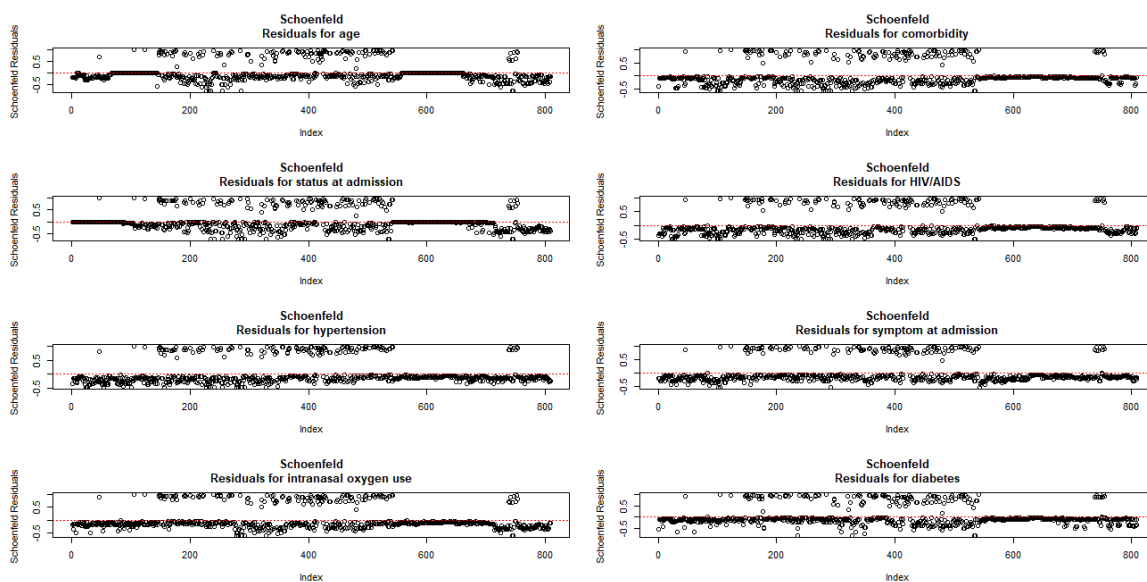 Schoenfeld
Residuals for age
Schoenfeld Residuals
0.5
-0.5
0 200 400 600 800
Index
Schoenfeld
Residuals for comorbidity
Schoenfeld Residuals
0.5
-0.5
0 200 400 600 800
Index
Schoenfeld
Residuals for status at admission
Schoenfeld Residuals
0.5
-0.5
0 200 400 600 800
Index
Schoenfeld
Residuals for HIV/AIDS
Schoenfeld Residuals
0.5
-0.5
0 200 400 600 800
Index
Schoenfeld
Residuals for hypertension
Schoenfeld Residuals
0.5
-0.5
0 200 400 600 800
Index
Schoenfeld
Residuals for symptom at admission
Schoenfeld Residuals
0.5
-0.5
0 200 400 600 800
Index
Schoenfeld
Residuals for intranasal oxygen use
Schoenfeld Residuals
0.5
-0.5
0 200 400 600 800
Index
Schoenfeld
Residuals for diabetes
Schoenfeld Residuals
0.5
-0.5
0 200 400 600 800
Index